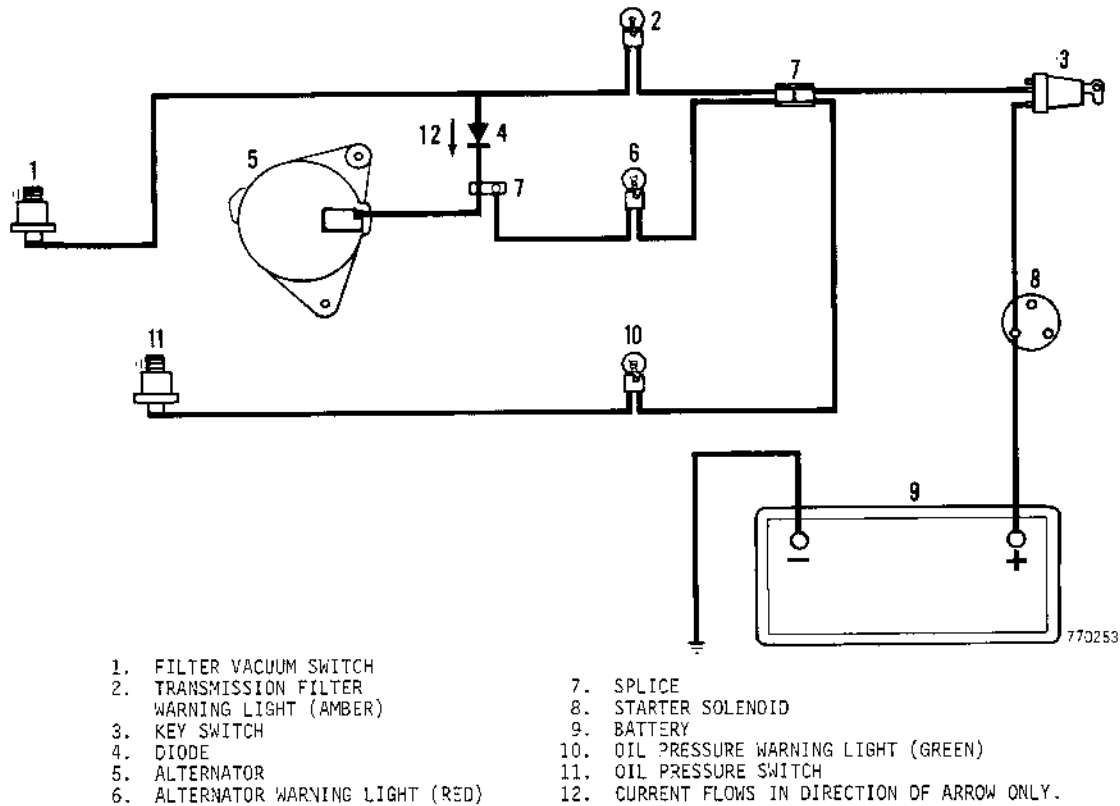 2
7
3
12
4
5
6
1
7
8
11
10
9
−
+
770253
1. FILTER VACUUM SWITCH
2. TRANSMISSION FILTER
WARNING LIGHT (AMBER)
3. KEY SWITCH
4. DIODE
5. ALTERNATOR
6. ALTERNATOR WARNING LIGHT (RED)
7. SPLICE
8. STARTER SOLENOID
9. BATTERY
10. OIL PRESSURE WARNING LIGHT (GREEN)
11. OIL PRESSURE SWITCH
12. CURRENT FLOWS IN DIRECTION OF ARROW ONLY.